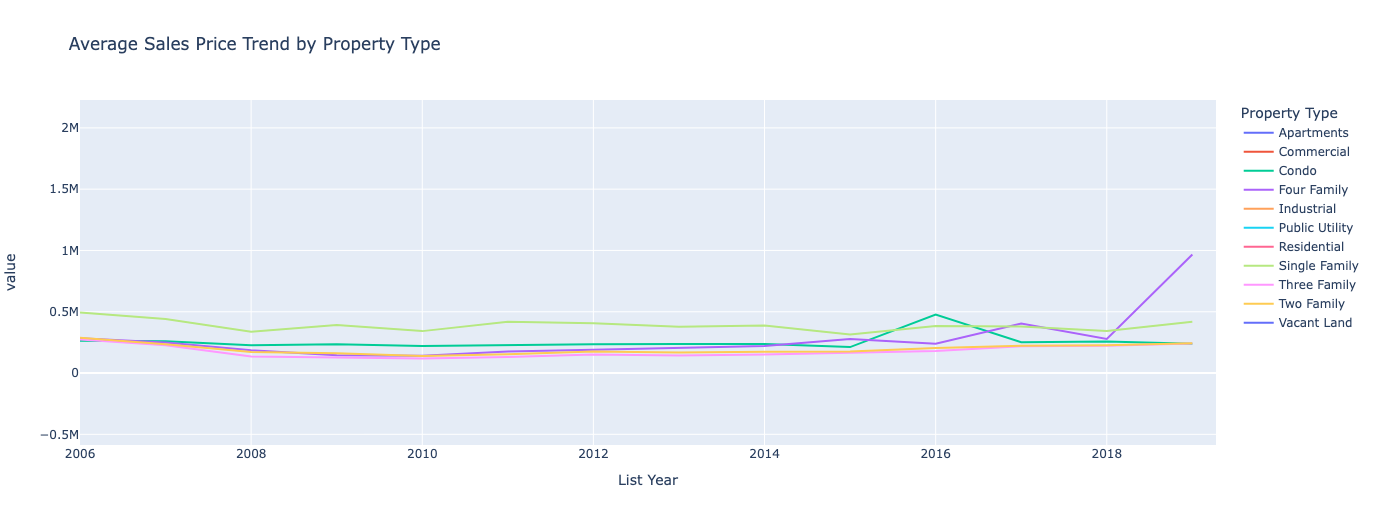 Average Sales Price Trend by Property Type
value
2M
1.5M
1M
0.5M
0
−0.5M
2006 2008 2010 2012 2014 2016 2018
List Year
Property Type
Apartments
Commercial
Condo
Four Family
Industrial
Public Utility
Residential
Single Family
Three Family
Two Family
Vacant Land